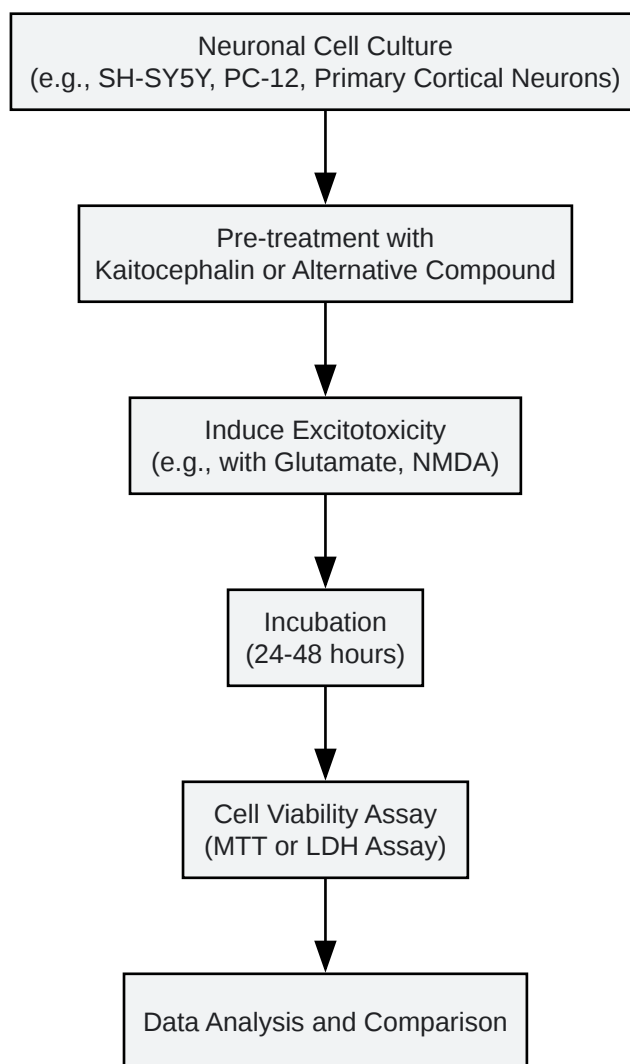 Neuronal Cell Culture
(e.g., SH-SY5Y, PC-12, Primary Cortical Neurons)
Pre-treatment with
Kaitocephalin or Alternative Compound
Induce Excitotoxicity
(e.g., with Glutamate, NMDA)
Incubation
(24-48 hours)
Cell Viability Assay
(MTT or LDH Assay)
Data Analysis and Comparison